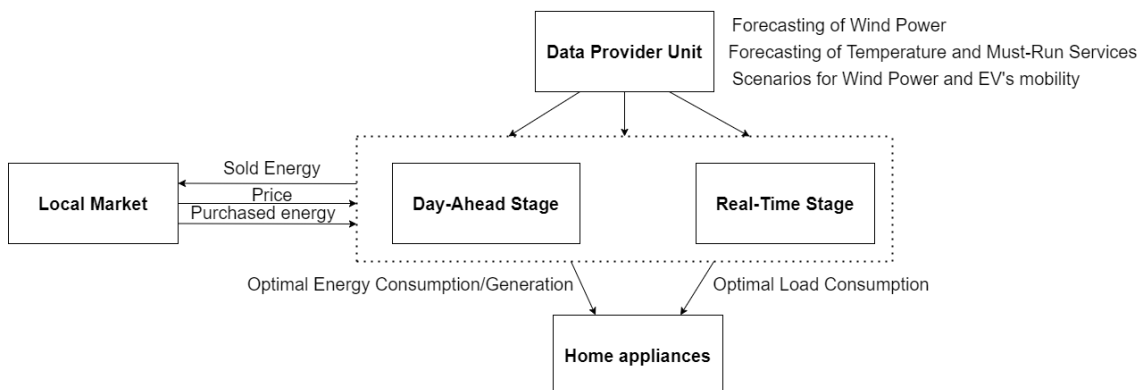 Forecasting of Wind Power
Data Provider Unit
Forecasting of Temperature and Must-Run Services
Scenarios for Wind Power and EV's mobility
Sold Energy
Local Market
Price
Purchased energy
Day-Ahead Stage
Real-Time Stage
Optimal Energy Consumption/Generation
Optimal Load Consumption
Home appliances